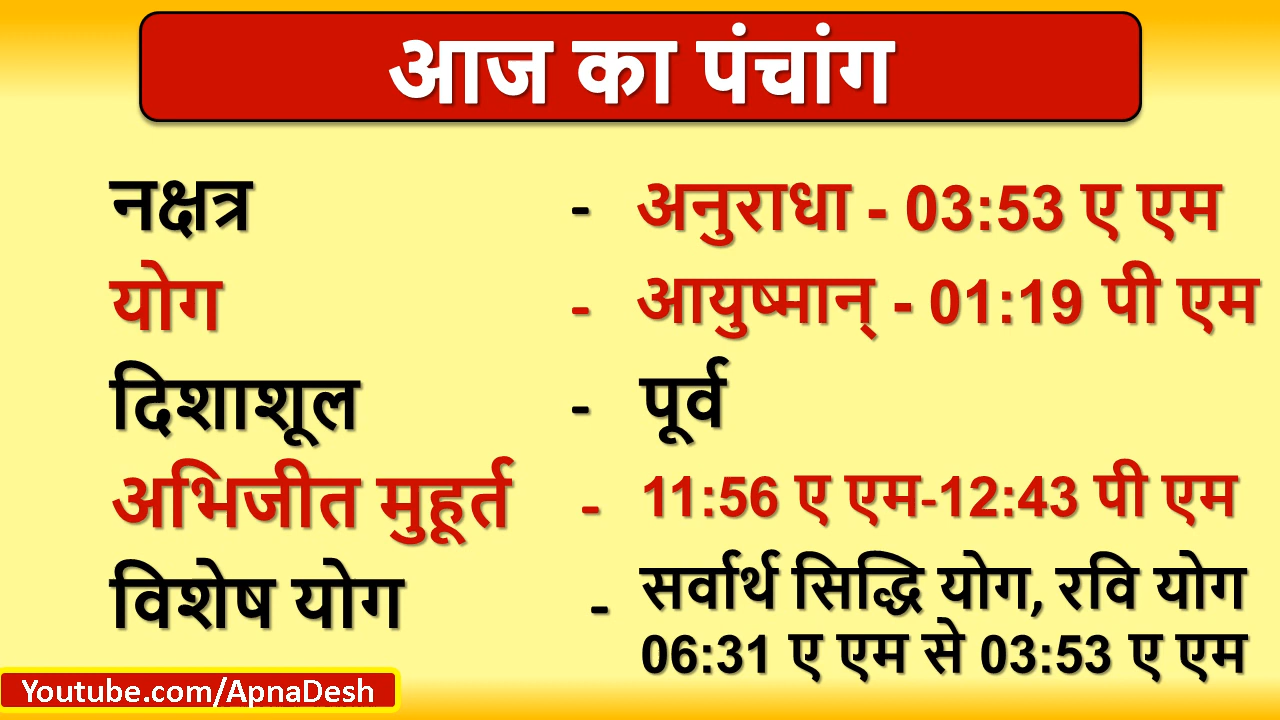 आज का पंचांग
नक्षत्र - अनुराधा - 03:53 ए एम
योग - आयुष्मान् - 01:19 पी एम
दिशाशूल - पूर्व
अभिजीत मुहूर्त - 11:56 ए एम-12:43 पी एम
विशेष योग - सर्वार्थ सिद्धि योग, रवि योग
06:31 ए एम से 03:53 ए एम
Youtube.com/ApnaDesh